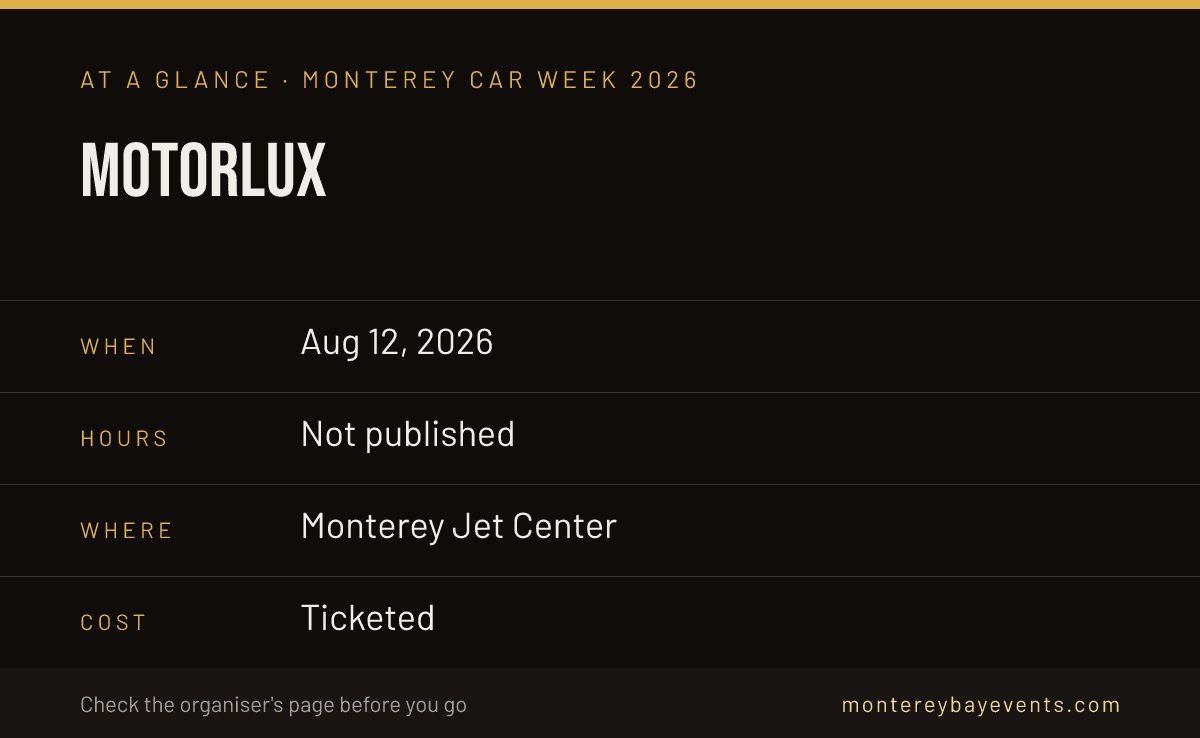 AT A GLANCE · MONTEREY CAR WEEK 2026
MOTORLUX
WHEN Aug 12, 2026
HOURS Not published
WHERE Monterey Jet Center
COST Ticketed
Check the organiser's page before you go montereybayevents.com